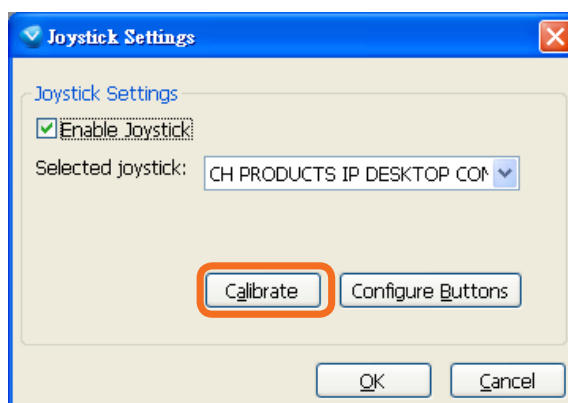 Joystick Settings
Joystick Settings
Enable Joystick
Selected joystick: CH PRODUCTS IP DESKTOP CON
Calibrate Configure Buttons
OK Cancel